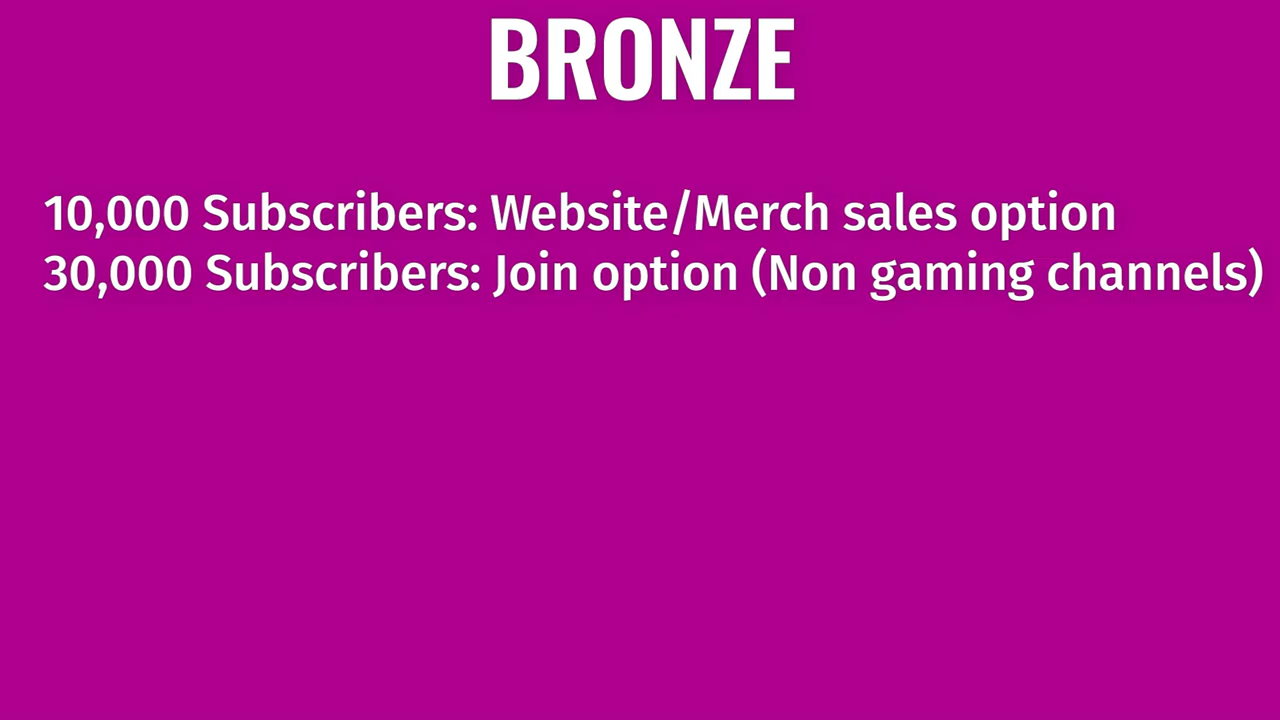 BRONZE
10,000 Subscribers: Website/Merch sales option
30,000 Subscribers: Join option (Non gaming channels)